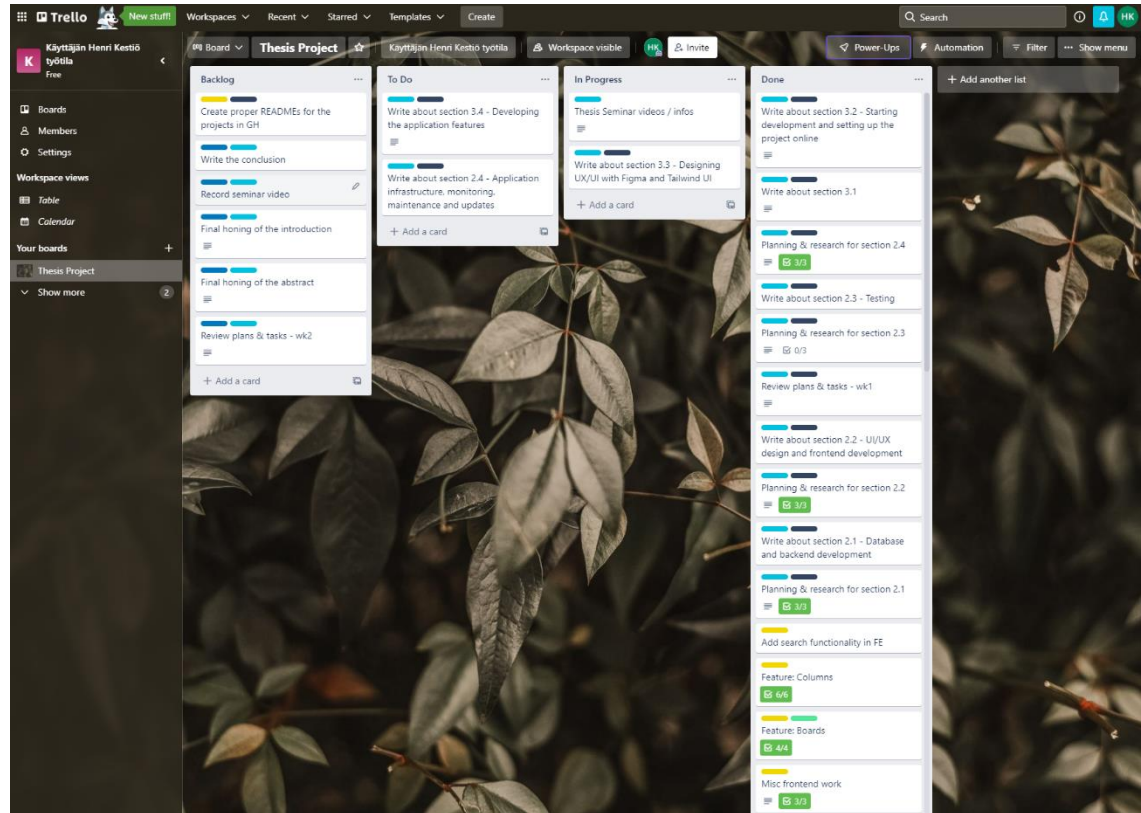 Trello
New stuff!
Workspaces
Recent
Starred
Templates
Create
Search
HK
K
Käyttäjän Henri Kestiö
työtila
Free
Boards
Members
Settings
Workspace views
Table
Calendar
Your boards
Thesis Project
Show more
2
Board
Thesis Project
Käyttäjän Henri Kestiö työtila
Workspace visible
HK
Invite
Power-Ups
Automation
Filter
Show menu
Backlog
Create proper READMEs for the
projects in GH
Write the conclusion
Record seminar video
Final honing of the introduction
Final honing of the abstract
Review plans & tasks - wk2
+ Add a card
To Do
Write about section 3.4 - Developing
the application features
Write about section 2.4 - Application
infrastructure, monitoring,
maintenance and updates
+ Add a card
In Progress
Thesis Seminar videos / infos
Write about section 3.3 - Designing
UX/UI with Figma and Tailwind UI
+ Add a card
Done
Write about section 3.2 - Starting
development and setting up the
project online
Write about section 3.1
Planning & research for section 2.4
3/3
Write about section 2.3 - Testing
Planning & research for section 2.3
0/3
Review plans & tasks - wk1
Write about section 2.2 - UI/UX
design and frontend development
Planning & research for section 2.2
3/3
Write about section 2.1 - Database
and backend development
Planning & research for section 2.1
3/3
Add search functionality in FE
Feature: Columns
6/6
Feature: Boards
4/4
Misc frontend work
3/3
+ Add another list